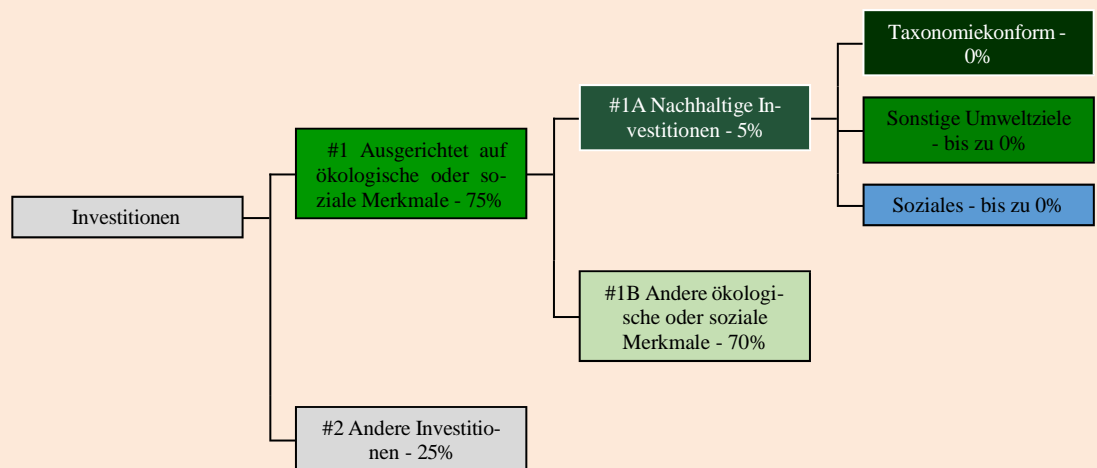 Investitionen
#1 Ausgerichtet auf
ökologische oder so-
ziale Merkmale - 75%
#2 Andere Investitio-
nen - 25%
#1A Nachhaltige In-
vestitionen - 5%
#1B Andere ökologi-
sche oder soziale
Merkmale - 70%
Taxonomiekonform -
0%
Sonstige Umweltziele
- bis zu 0%
Soziales - bis zu 0%